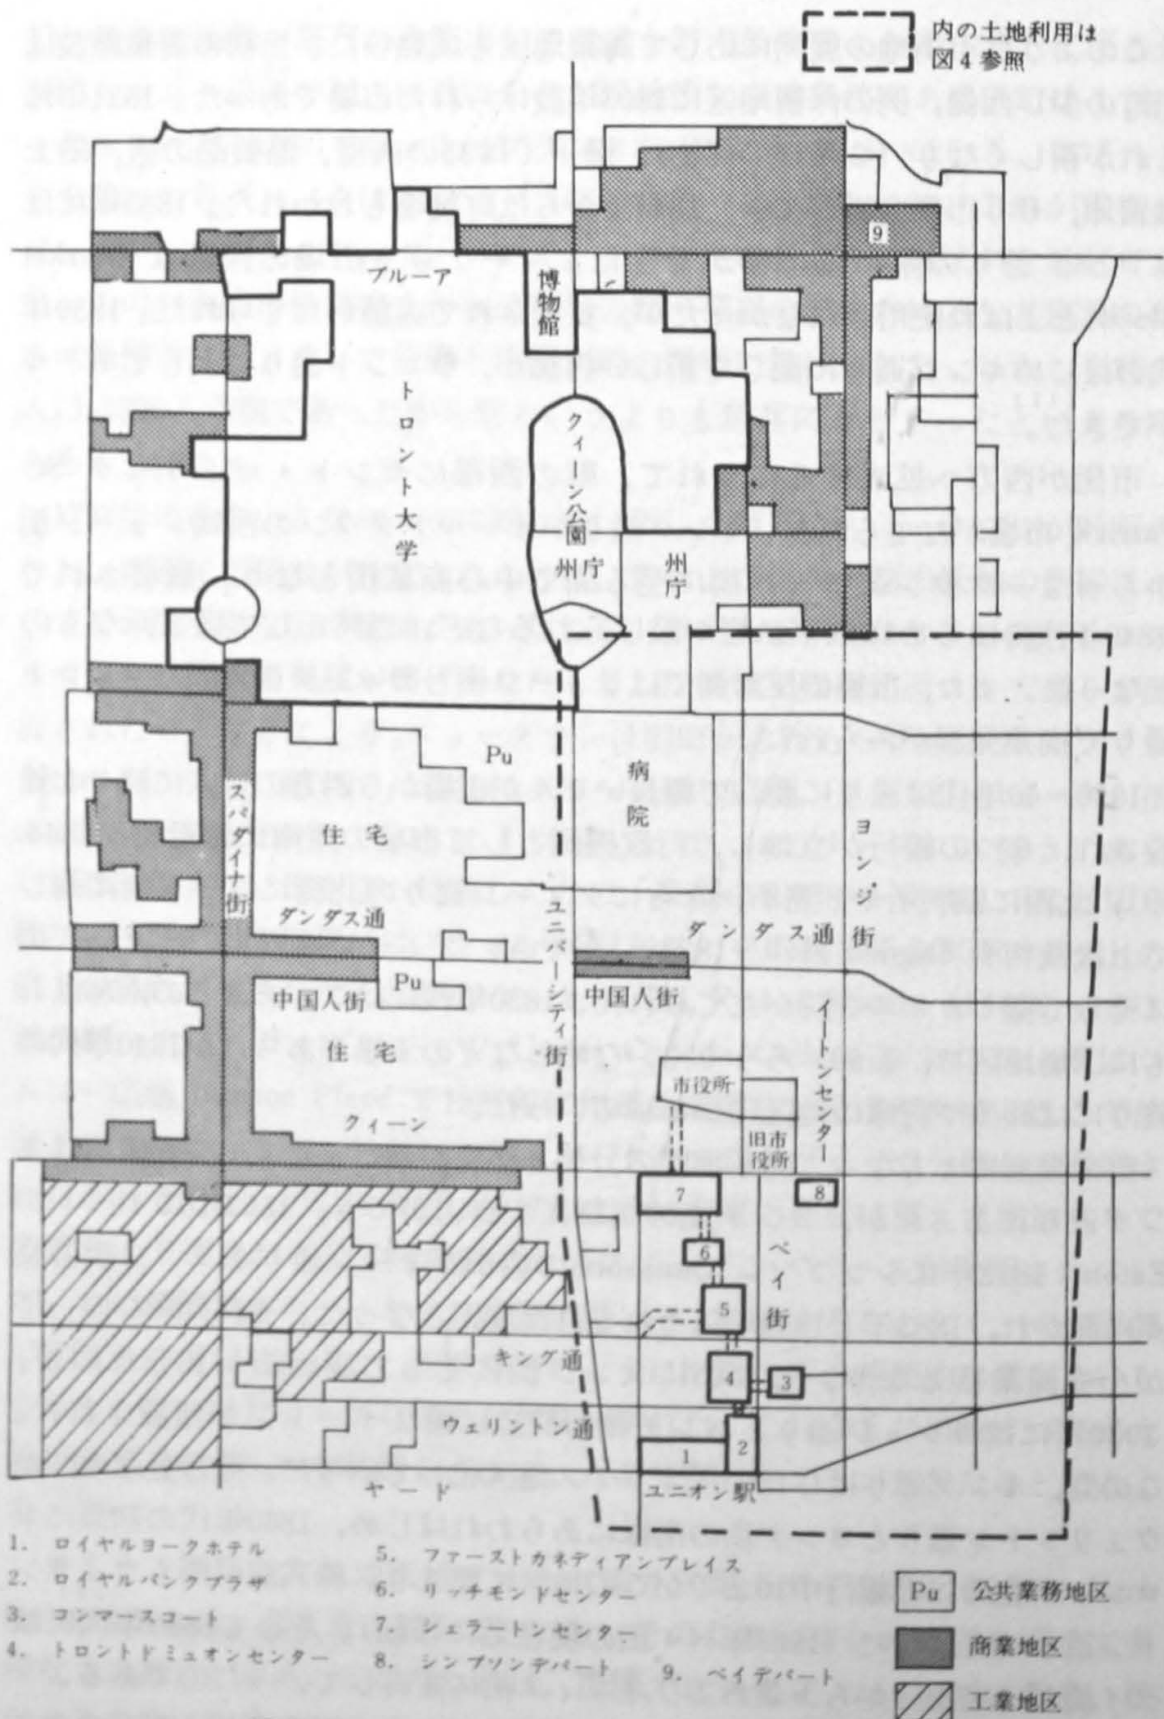 内の土地利用は
図4参照
9
ブルーア
博物館
トロント大学
クィーン公園
州庁
州庁
Pu
病院
スパダイナ街
住宅
ヨンジ街
ダンダス通
ユニバーシティ街
ダンダス通
Pu
中国人街
中国人街
住宅
イートンセンター
市役所
クィーン
旧市
役所
7
8
6
ベイ街
5
キング通
4
3
ウェリントン通
2
1
ヤード
ユニオン駅
1. ロイヤルヨークホテル
2. ロイヤルバンクプラザ
3. コンマースコート
4. トロントドミュオンセンター
5. ファーストカネディアンプレイス
6. リッチモンドセンター
7. シェラートンセンター
8. シンプソンデパート
9. ベイデパート
Pu 公共業務地区
商業地区
工業地区